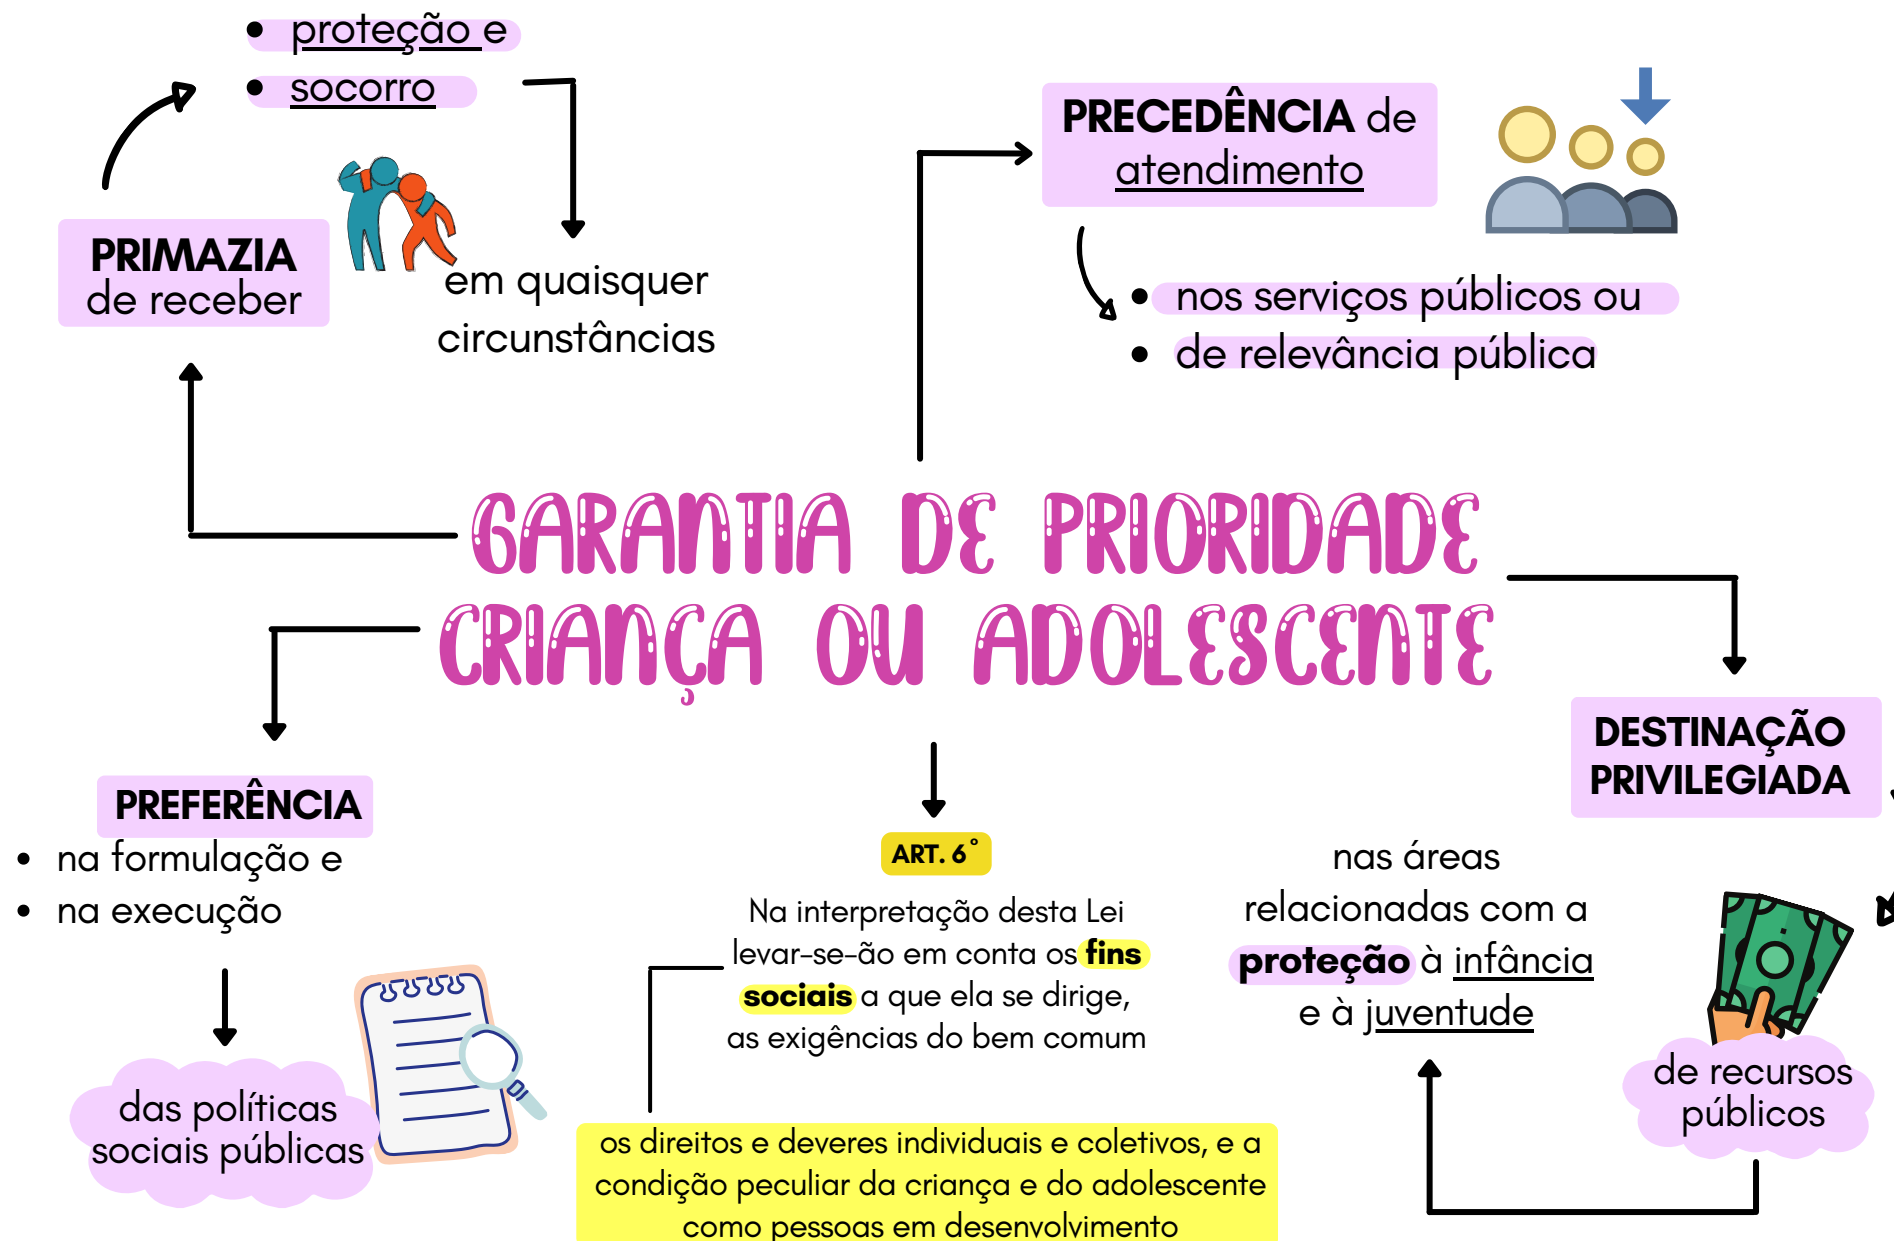 proteção e
socorro
PRIMAZIA
de receber
em quaisquer
circunstâncias
PRECEDÊNCIA de
atendimento
nos serviços públicos ou
de relevância pública
GARANTIA DE PRIORIDADE
CRIANÇA OU ADOLESCENTE
PREFERÊNCIA
na formulação e
na execução
das políticas
sociais públicas
ART. 6°
Na interpretação desta Lei
levar-se-ão em conta os fins
sociais a que ela se dirige,
as exigências do bem comum
os direitos e deveres individuais e coletivos, e a
condição peculiar da criança e do adolescente
como pessoas em desenvolvimento
DESTINAÇÃO
PRIVILEGIADA
nas áreas
relacionadas com a
proteção à infância
e à juventude
de recursos
públicos